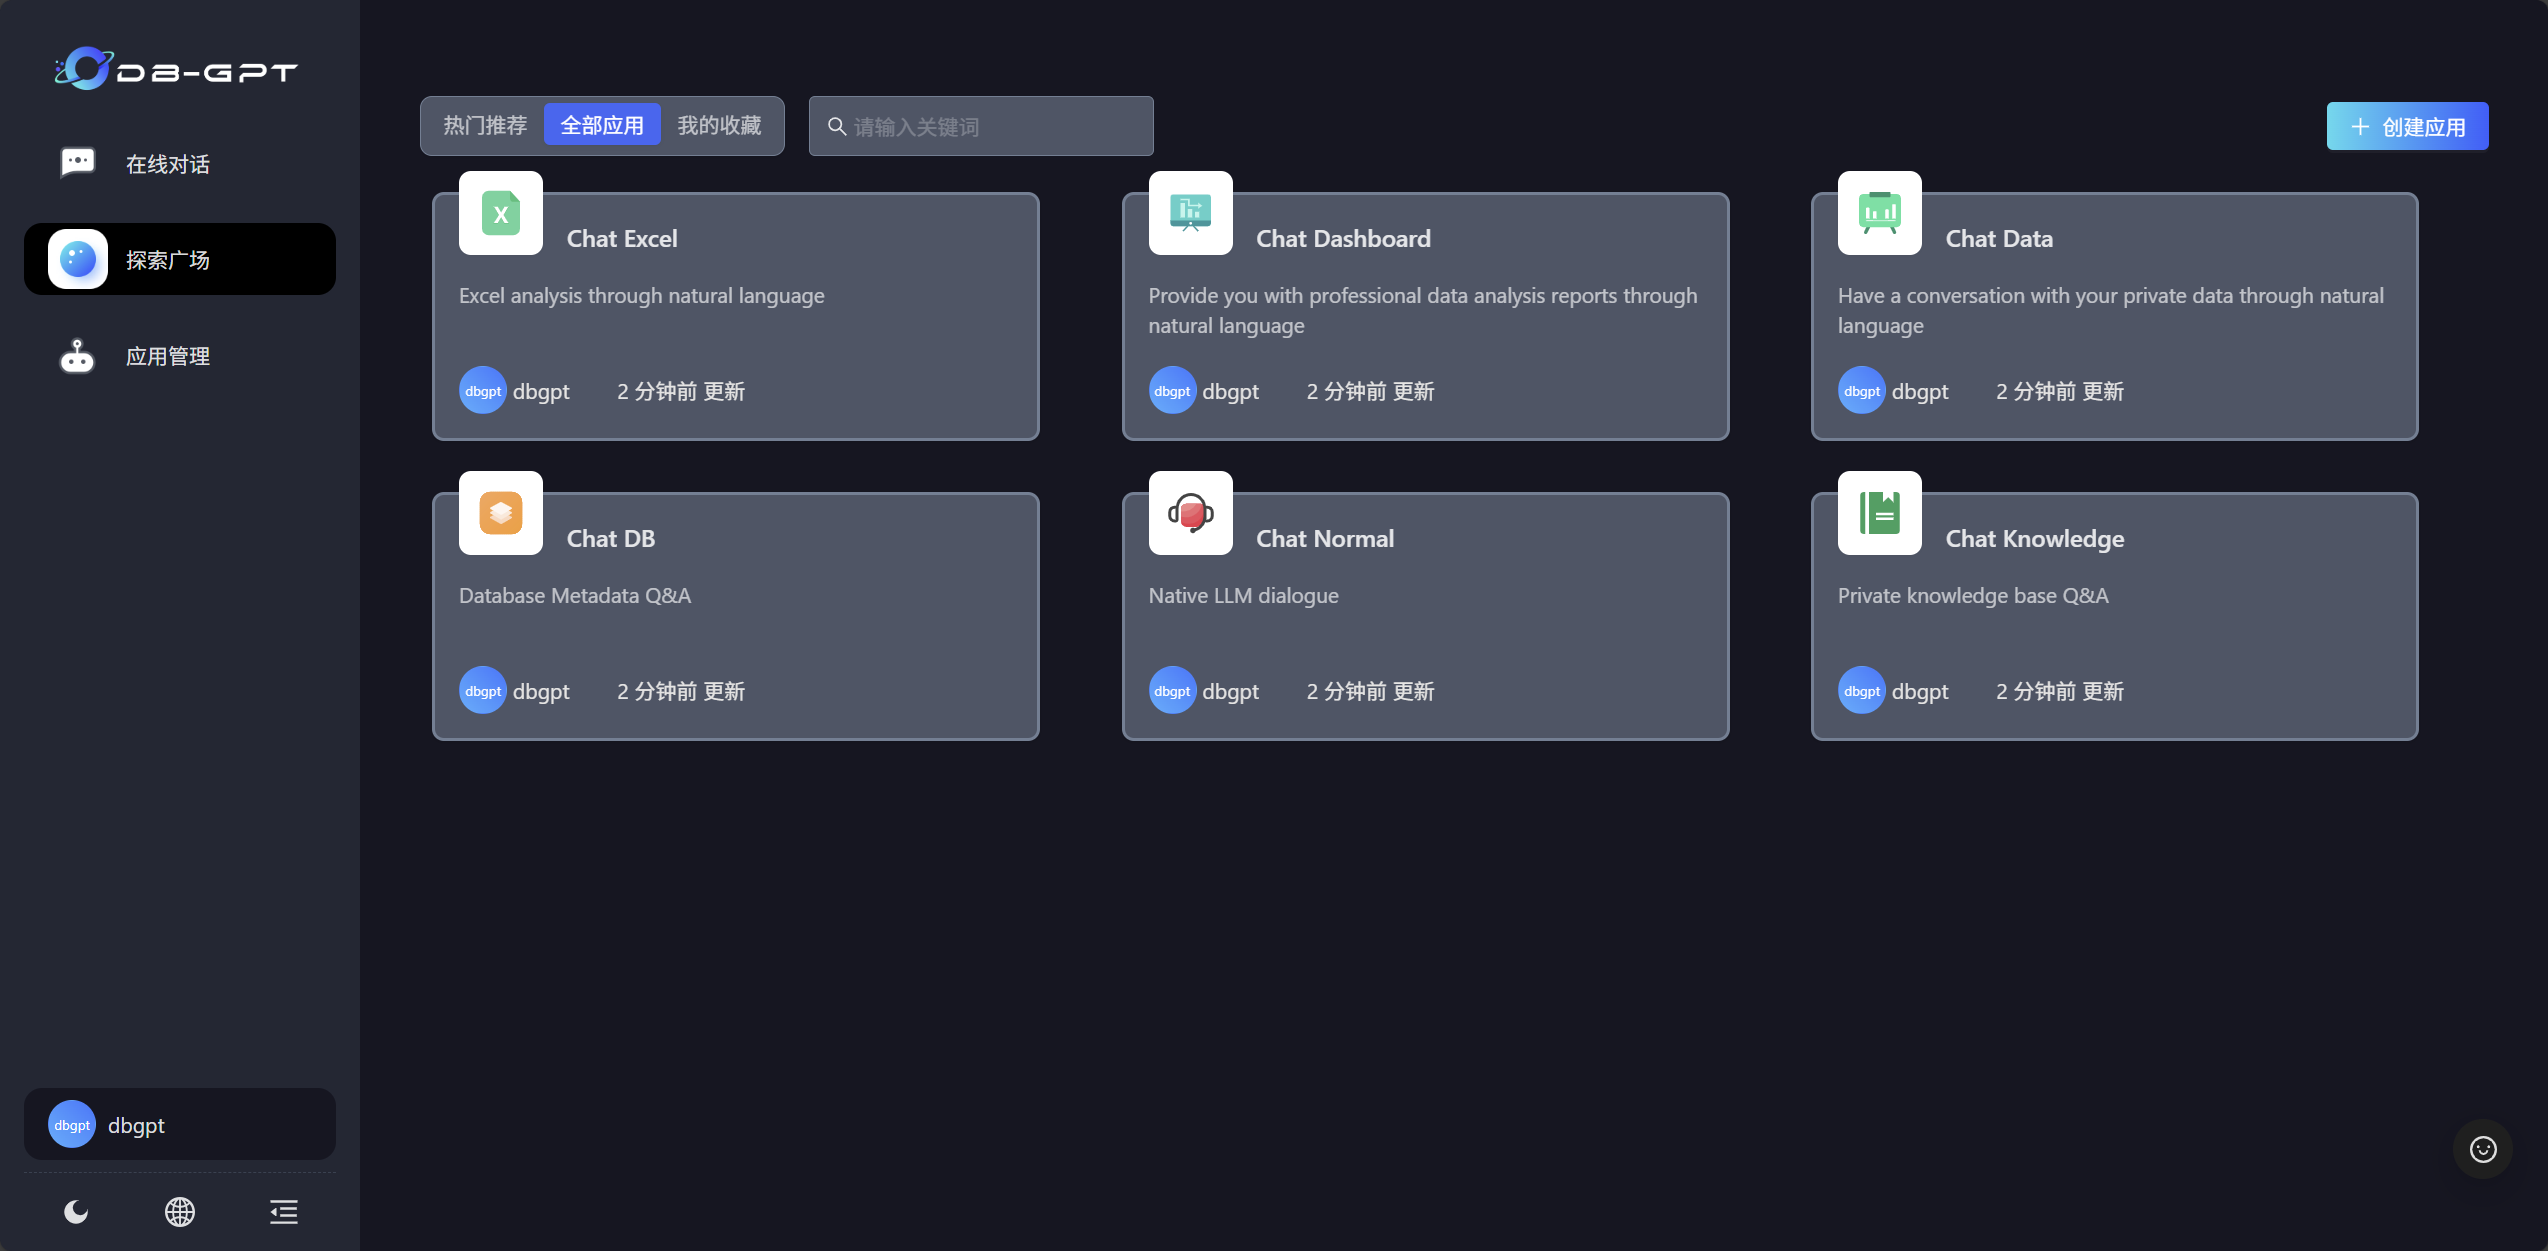 DB-GPT
在线对话
探索广场
应用管理
热门推荐 全部应用 我的收藏
请输入关键词
创建应用
X
Chat Excel
Excel analysis through natural language
dbgpt dbgpt 2 分钟前 更新
Chat Dashboard
Provide you with professional data analysis reports through
natural language
dbgpt dbgpt 2 分钟前 更新
Chat Data
Have a conversation with your private data through natural
language
dbgpt dbgpt 2 分钟前 更新
Chat DB
Database Metadata Q&A
dbgpt dbgpt 2 分钟前 更新
Chat Normal
Native LLM dialogue
dbgpt dbgpt 2 分钟前 更新
Chat Knowledge
Private knowledge base Q&A
dbgpt dbgpt 2 分钟前 更新
dbgpt dbgpt